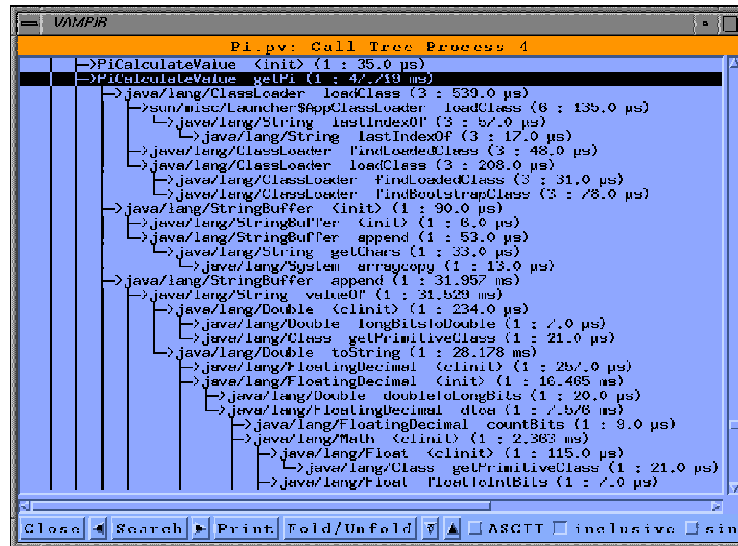 VAMPIR
Pi.pv: Call Tree Process 4
PiCalculateValue <init> (1 : 35.0 µs)
PiCalculateValue getPi (1 : 47.719 ms)
java/lang/ClassLoader loadClass (3 : 539.0 µs)
sun/misc/Launcher$AppClassLoader loadClass (6 : 135.0 µs)
java/lang/String lastIndexOf (3 : 57.0 µs)
java/lang/String lastIndexOf (3 : 17.0 µs)
java/lang/ClassLoader findLoadedClass (3 : 48.0 µs)
java/lang/ClassLoader loadClass (3 : 208.0 µs)
java/lang/ClassLoader findLoadedClass (3 : 31.0 µs)
java/lang/ClassLoader findBootstrapClass (3 : 78.0 µs)
java/lang/StringBuffer <init> (1 : 90.0 µs)
java/lang/StringBuffer <init> (1 : 6.0 µs)
java/lang/StringBuffer append (1 : 53.0 µs)
java/lang/String getChars (1 : 33.0 µs)
java/lang/System arraycopy (1 : 13.0 µs)
java/lang/StringBuffer append (1 : 31.957 ms)
java/lang/String valueOf (1 : 31.529 ms)
java/lang/Double <clinit> (1 : 234.0 µs)
java/lang/Double longBitsToDouble (1 : 7.0 µs)
java/lang/Class getPrimitiveClass (1 : 21.0 µs)
java/lang/Double toString (1 : 28.178 ms)
java/lang/FloatingDecimal <clinit> (1 : 257.0 µs)
java/lang/FloatingDecimal <init> (1 : 16.465 ms)
java/lang/Double doubleToLongBits (1 : 20.0 µs)
java/lang/FloatingDecimal dtoa (1 : 7.576 ms)
java/lang/FloatingDecimal countBits (1 : 9.0 µs)
java/lang/Math <clinit> (1 : 2.363 ms)
java/lang/Float <clinit> (1 : 115.0 µs)
java/lang/Class getPrimitiveClass (1 : 21.0 µs)
java/lang/Float floatToIntBits (1 : 7.0 µs)
Close Search Print Fold/Unfold ASCII inclusive sin